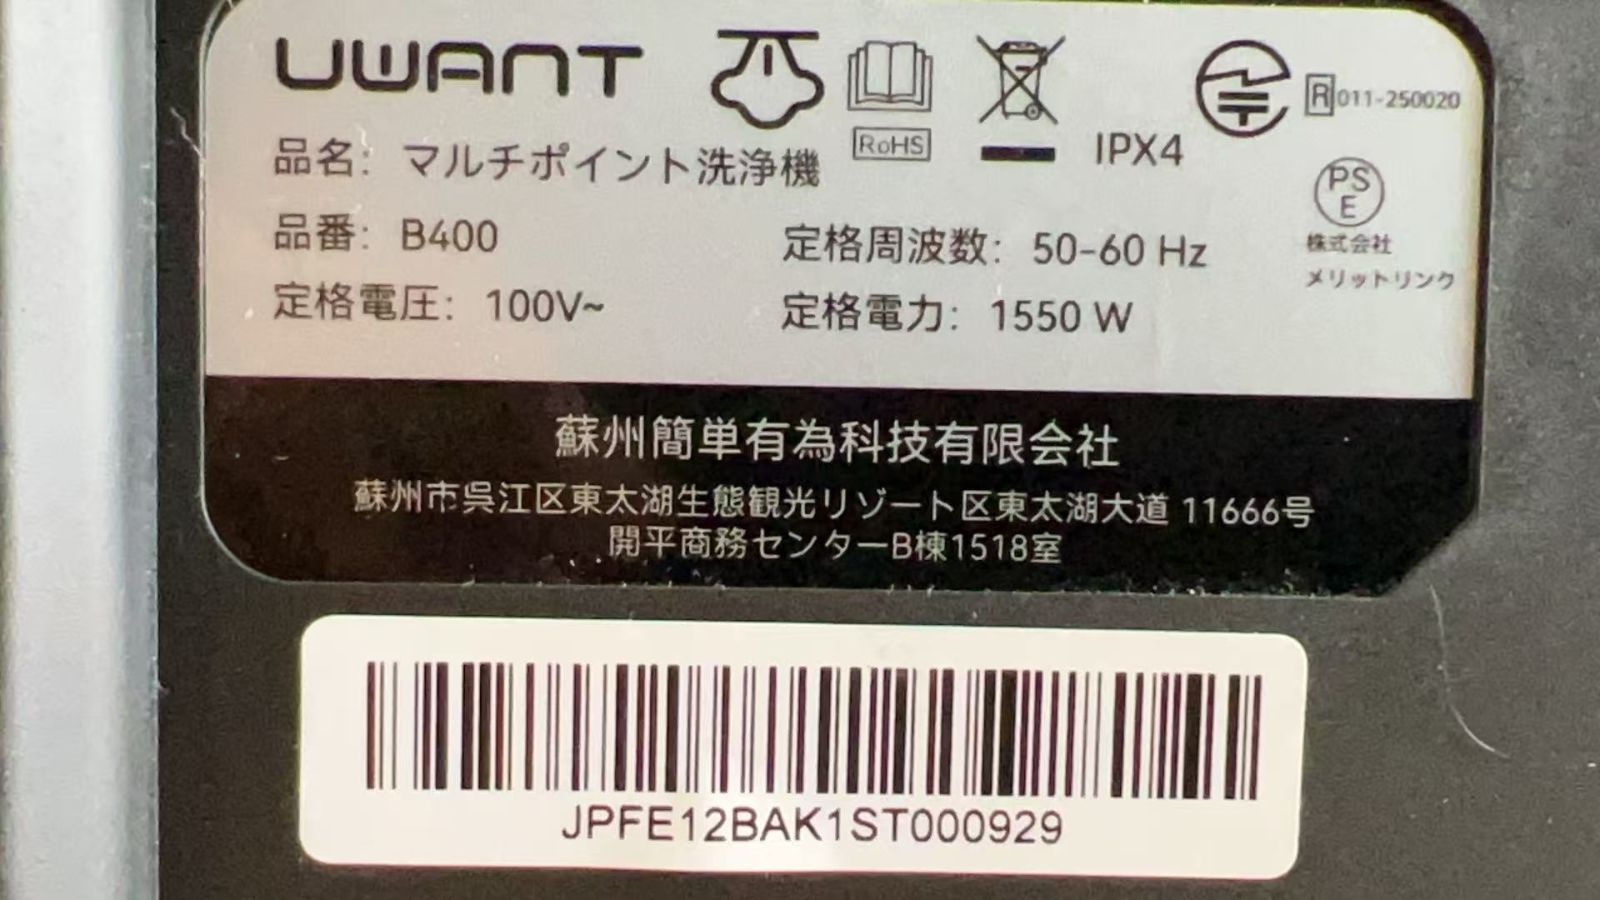 UWANT
RoHS
IPX4
R 011-250020
品名: マルチポイント洗浄機
PS
E
品番: B400
定格周波数: 50-60 Hz
株式会社
メリットリンク
定格電圧: 100V~
定格電力: 1550 W
蘇州簡単有為科技有限会社
蘇州市呉江区東太湖生態観光リゾート区東太湖大道 11666号
開平商務センターB棟1518室
JPFE12BAK1ST000929